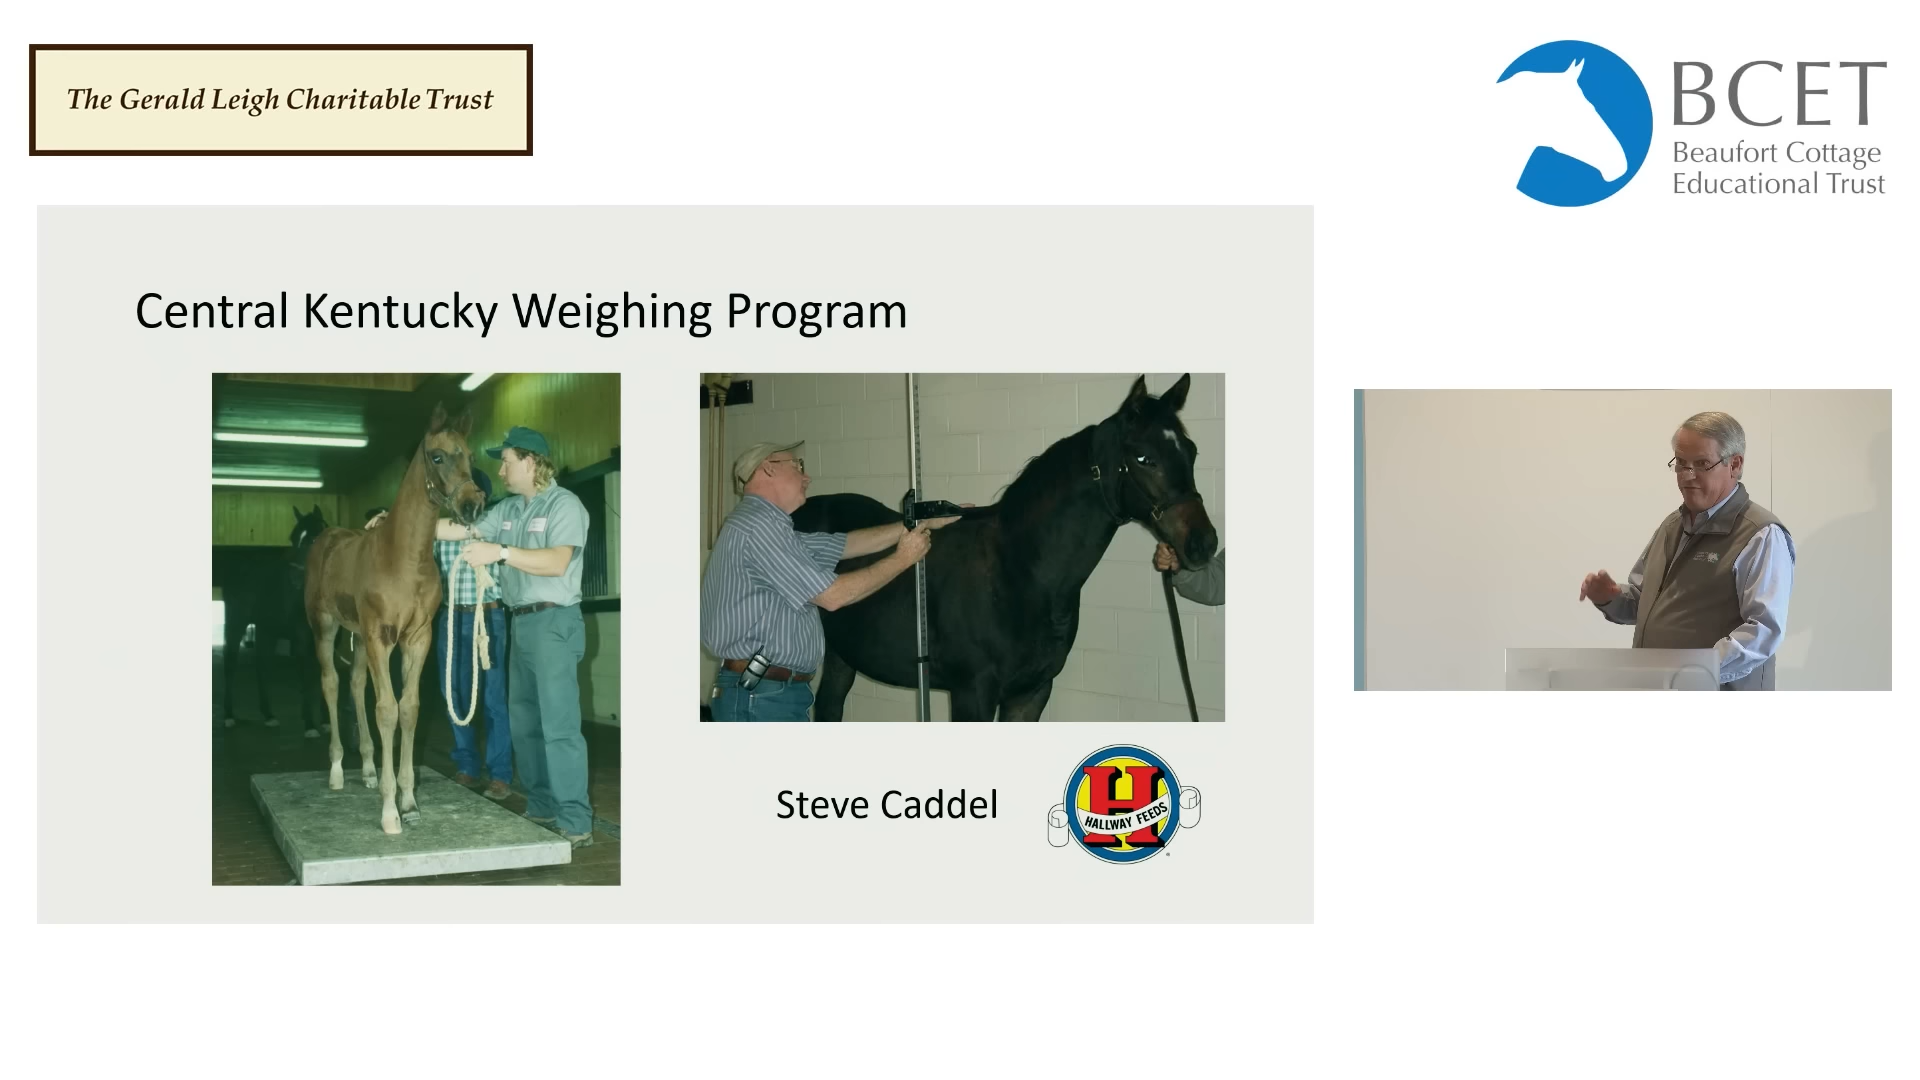 The Gerald Leigh Charitable Trust
BCET
Beaufort Cottage
Educational Trust
Central Kentucky Weighing Program
Steve Caddel
H
HALLWAY FEEDS